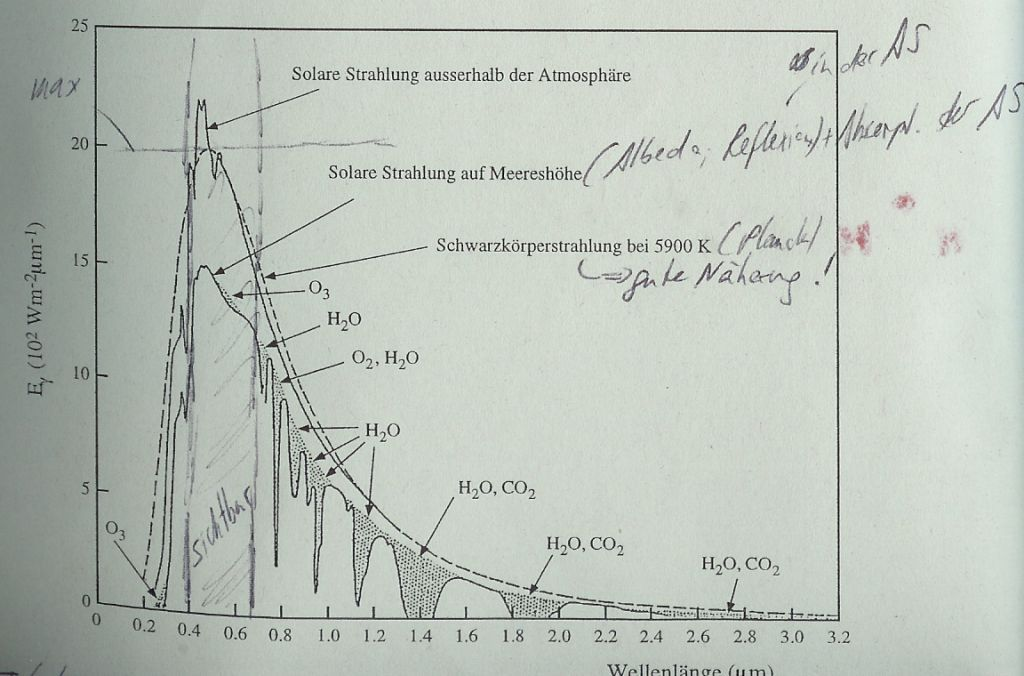 25
max
in der AS
Solare Strahlung ausserhalb der Atmosphäre
20
Solare Strahlung auf Meereshöhe (Albedo, Reflexion) + Absorpt. der AS
Schwarzkörperstrahlung bei 5900 K (Planck)
⇒ gute Näherung!
15
O3
H2O
O2, H2O
10
Eγ (10² Wm-2µm-1)
H2O
5
H2O, CO2
sichtbar
O3
H2O, CO2
H2O, CO2
0
0 0.2 0.4 0.6 0.8 1.0 1.2 1.4 1.6 1.8 2.0 2.2 2.4 2.6 2.8 3.0 3.2
Wellenlänge (µm)